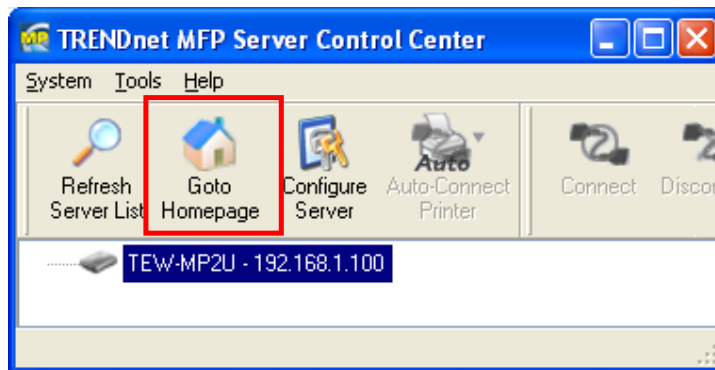 TRENDnet MFP Server Control Center
System Tools Help
Refresh Server List
Goto Homepage
Configure Server
Auto
Auto-Connect Printer
Connect
TEW-MP2U - 192.168.1.100